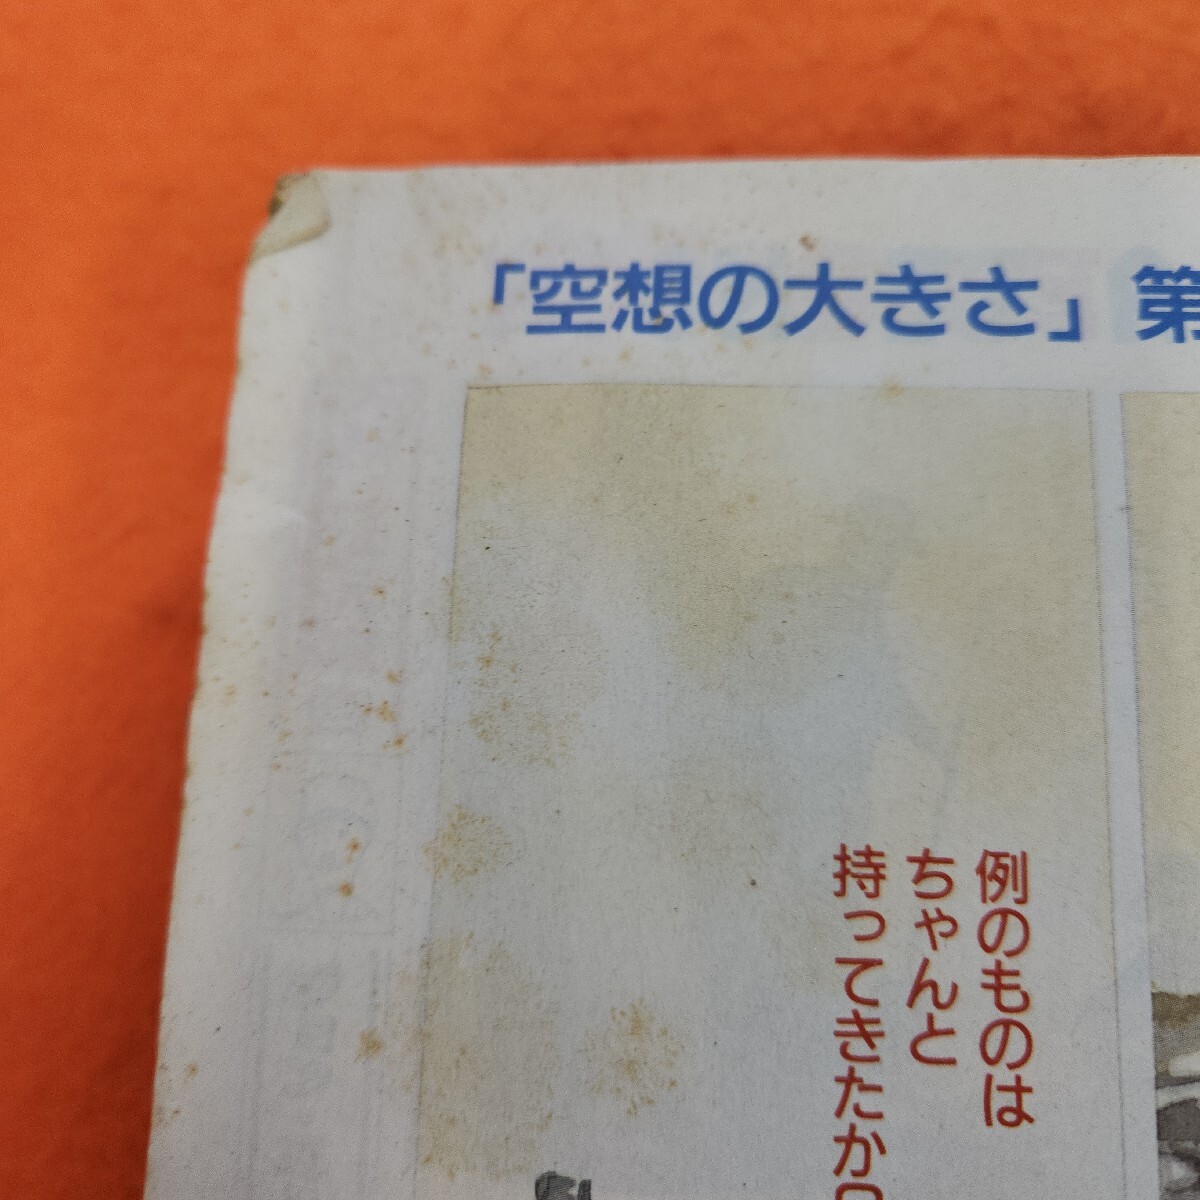 「空想の大きさ」第
例のものは
ちゃんと
持ってきたか?